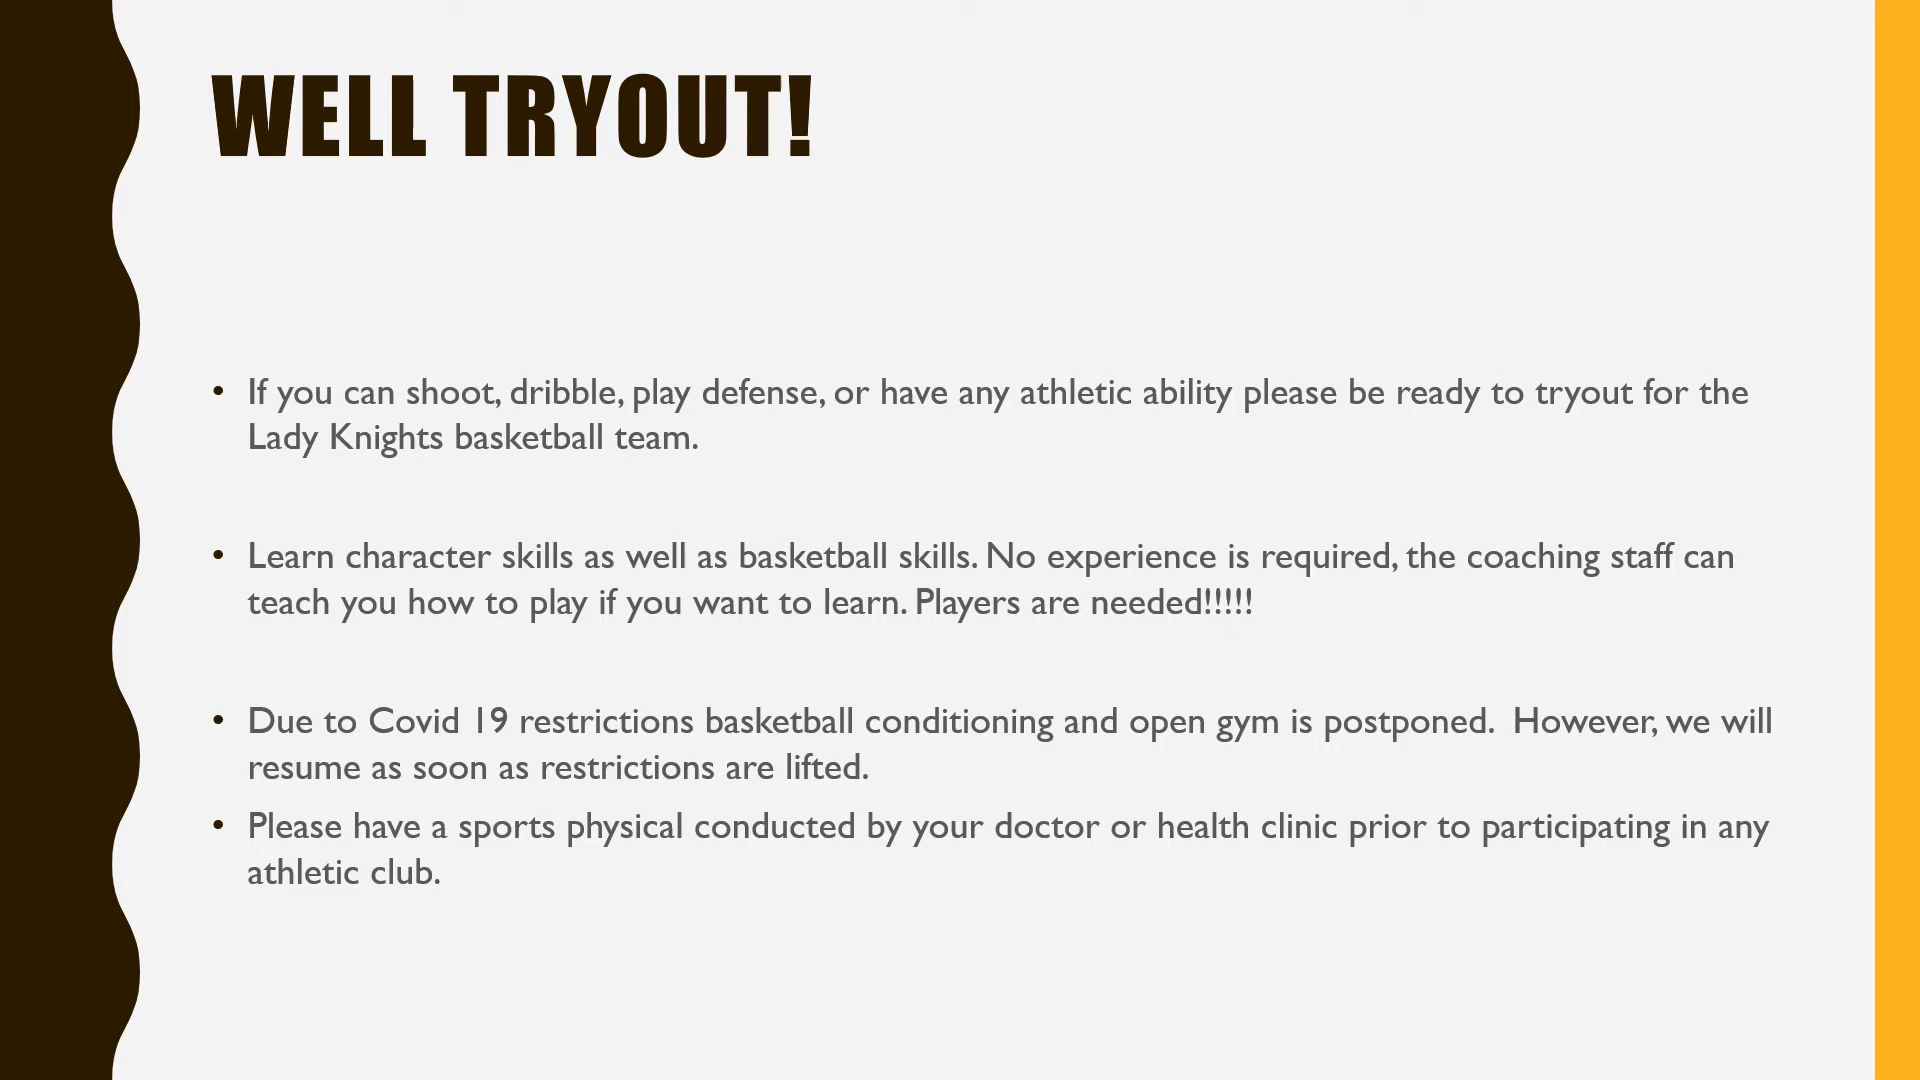 WELL TRYOUT!
• If you can shoot, dribble, play defense, or have any athletic ability please be ready to tryout for the
Lady Knights basketball team.
• Learn character skills as well as basketball skills. No experience is required, the coaching staff can
teach you how to play if you want to learn. Players are needed!!!!!
• Due to Covid 19 restrictions basketball conditioning and open gym is postponed.  However, we will
resume as soon as restrictions are lifted.
• Please have a sports physical conducted by your doctor or health clinic prior to participating in any
athletic club.